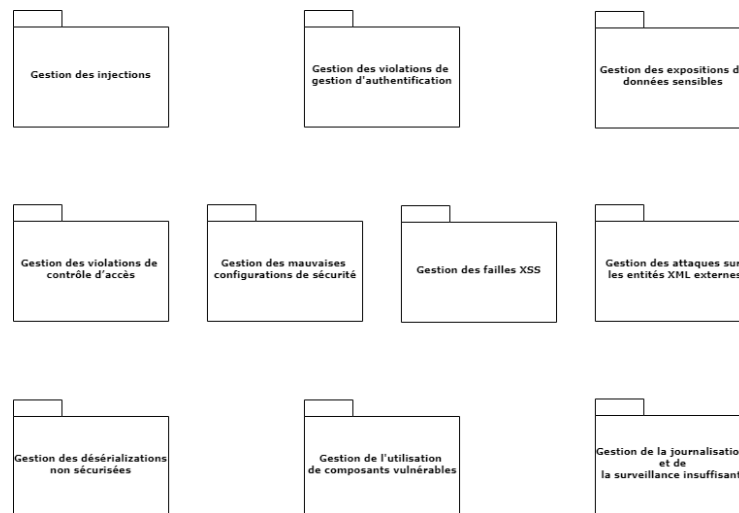 Gestion des injections
Gestion des violations de
gestion d'authentification
Gestion des expositions d
données sensibles
Gestion des violations de
contrôle d’accès
Gestion des mauvaises
configurations de sécurité
Gestion des failles XSS
Gestion des attaques sur
les entités XML externes
Gestion des désérializations
non sécurisées
Gestion de l'utilisation
de composants vulnérables
Gestion de la journalisatio
et de
la surveillance insuffisant